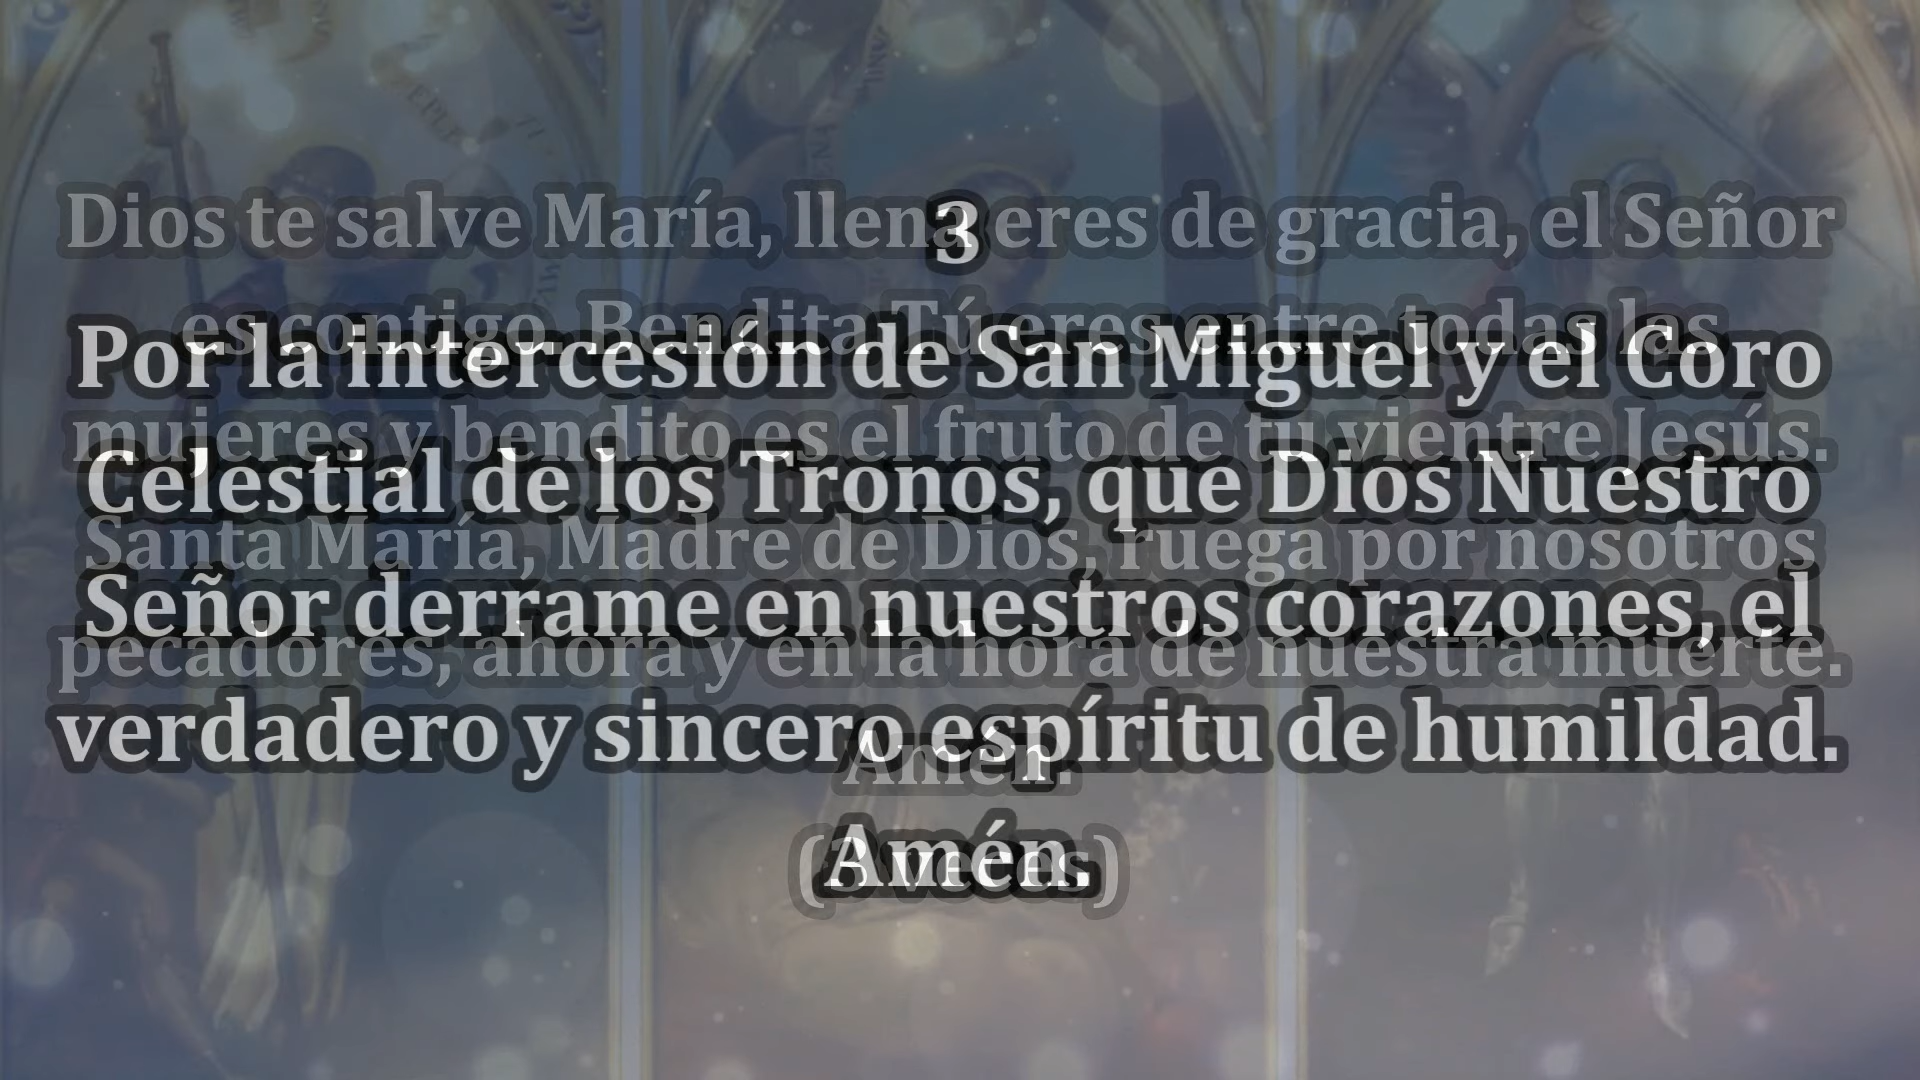 Dios te salve María, llena eres de gracia, el Señor
es contigo. Bendita Tú eres entre todas las
mujeres y bendito es el fruto de tu vientre Jesús.
Santa María, Madre de Dios, ruega por nosotros
pecadores, ahora y en la hora de nuestra muerte.
Amén.
(3 veces)
3
Por la intercesión de San Miguel y el Coro
Celestial de los Tronos, que Dios Nuestro
Señor derrame en nuestros corazones, el
verdadero y sincero espíritu de humildad.
Amén.